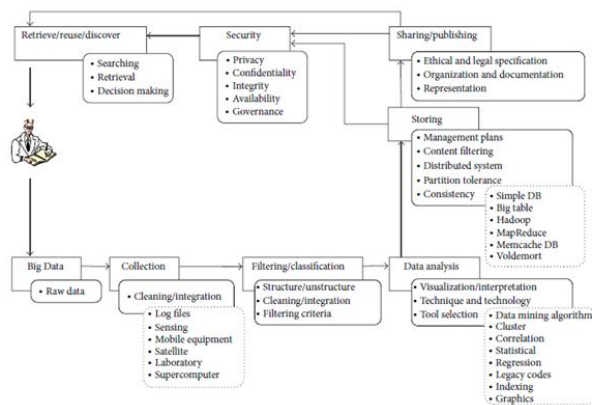 Retrieve/reuse/discover
• Searching
• Retrieval
• Decision making
Security
• Privacy
• Confidentiality
• Integrity
• Availability
• Governance
Sharing/publishing
• Ethical and legal specification
• Organization and documentation
• Representation
Storing
• Management plans
• Content filtering
• Distributed system
• Partition tolerance
• Consistency
• Simple DB
• Big table
• Hadoop
• MapReduce
• Memcache DB
• Voldemort
Big Data
• Raw data
Collection
• Cleaning/integration
• Log files
• Sensing
• Mobile equipment
• Satellite
• Laboratory
• Supercomputer
Filtering/classification
• Structure/unstructure
• Cleaning/integration
• Filtering criteria
Data analysis
• Visualization/interpretation
• Technique and technology
• Tool selection
• Data mining algorithm
• Cluster
• Correlation
• Statistical
• Regression
• Legacy codes
• Indexing
• Graphics